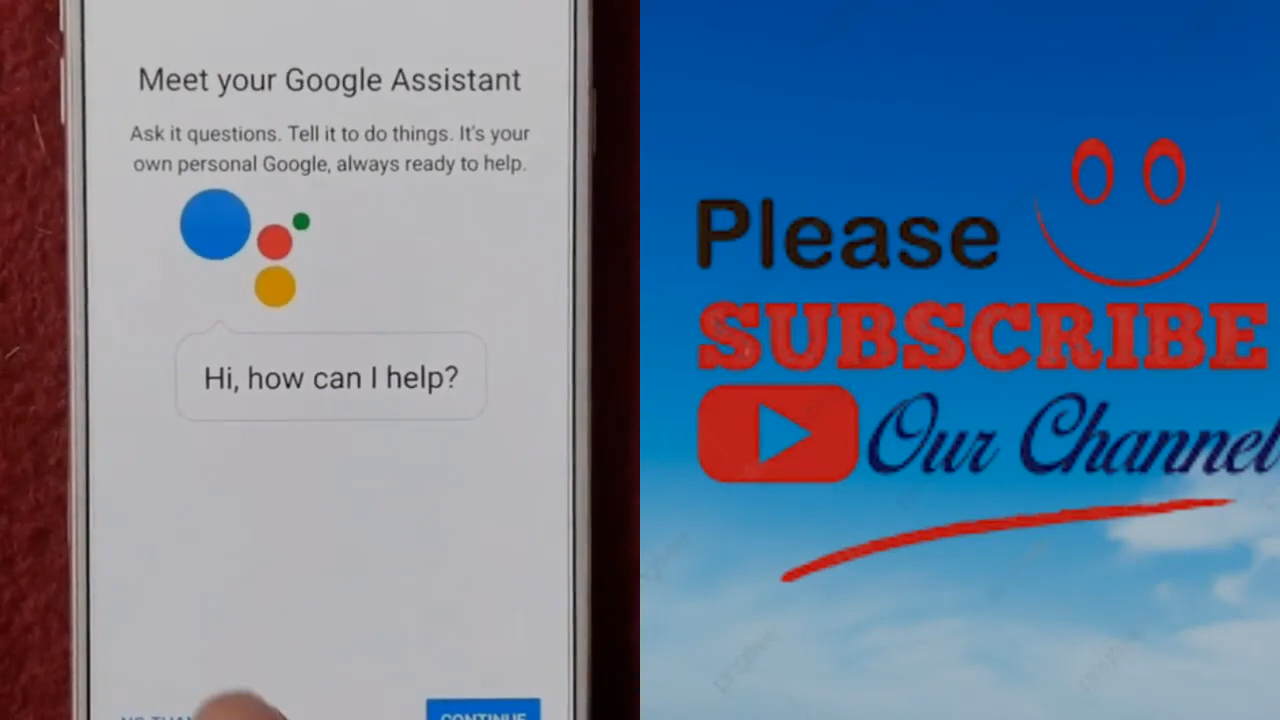 Meet your Google Assistant
Ask it questions. Tell it to do things. It's your
own personal Google, always ready to help.
Hi, how can I help?
CONTINUE
Please
SUBSCRIBE
Our Channel